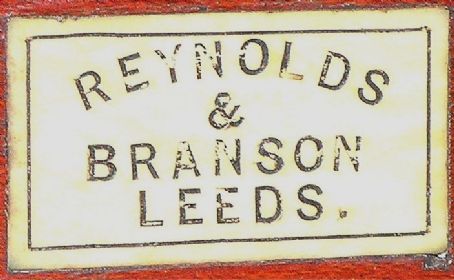 REYNOLDS
&
BRANSON
LEEDS.